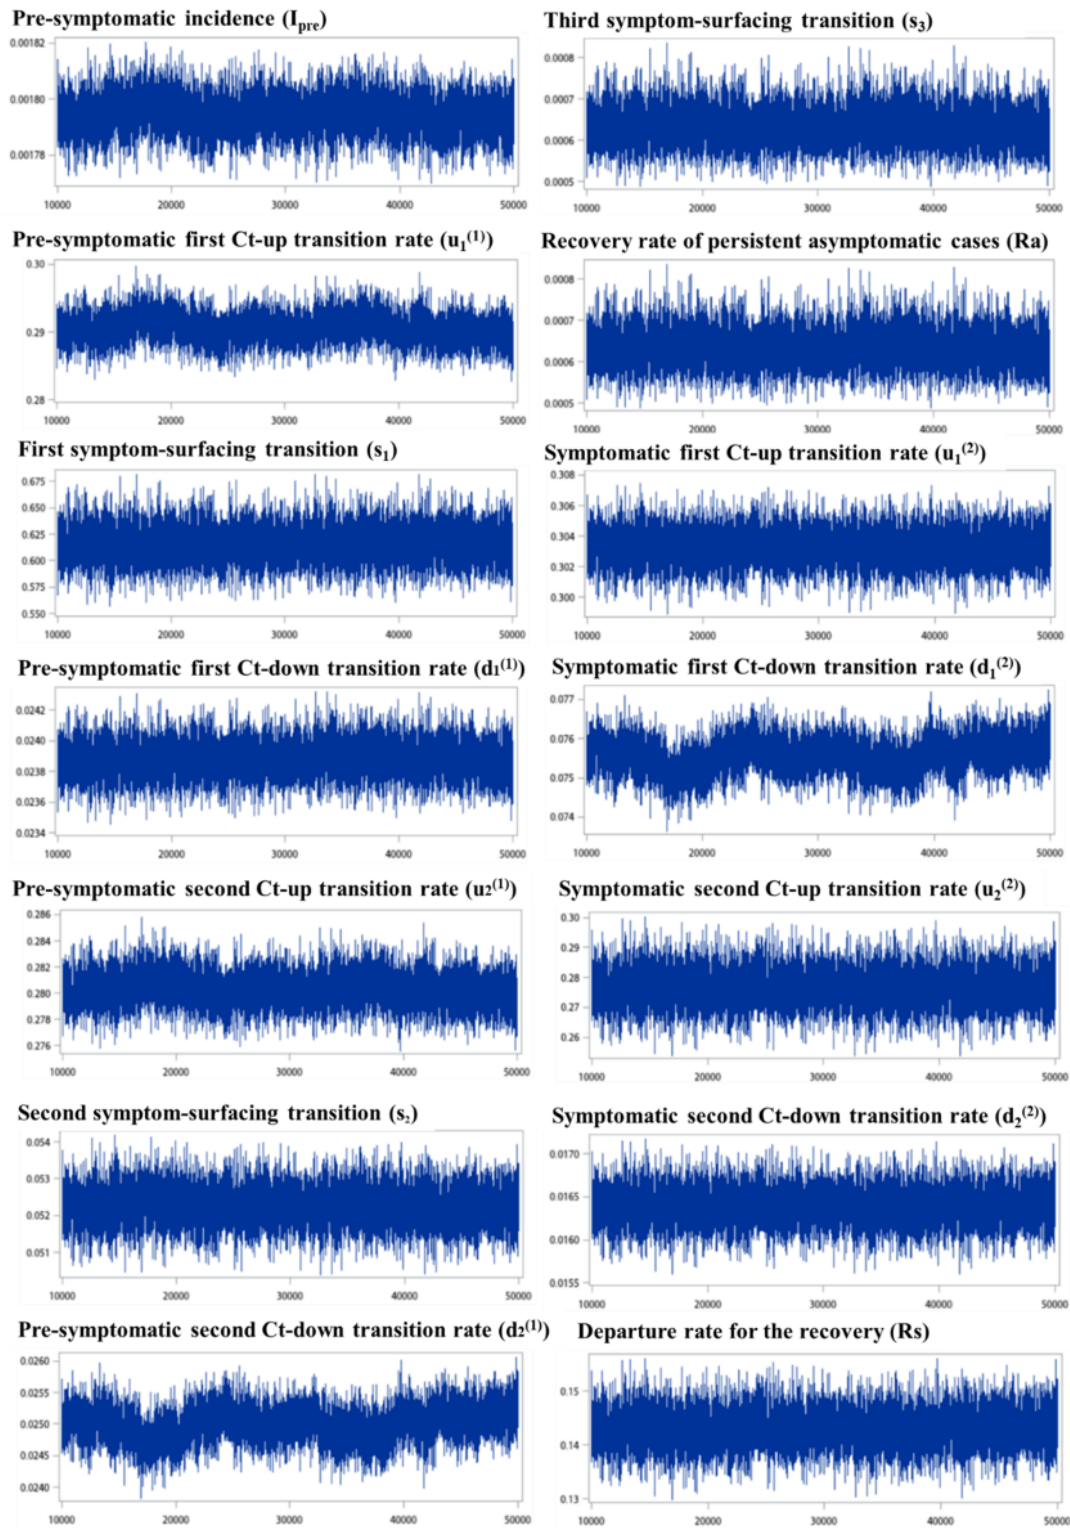 Pre-symptomatic incidence (Iₚᵣₑ)
0.00182
0.00180
0.00178
10000 20000 30000 40000 50000
Third symptom-surfacing transition (s₃)
0.0008
0.0007
0.0006
0.0005
10000 20000 30000 40000 50000
Pre-symptomatic first Ct-up transition rate (u₁⁽¹⁾)
0.30
0.29
0.28
10000 20000 30000 40000 50000
Recovery rate of persistent asymptomatic cases (Ra)
0.0008
0.0007
0.0006
0.0005
10000 20000 30000 40000 50000
First symptom-surfacing transition (s₁)
0.675
0.650
0.625
0.600
0.575
0.550
10000 20000 30000 40000 50000
Symptomatic first Ct-up transition rate (u₁⁽²⁾)
0.308
0.306
0.304
0.302
0.300
10000 20000 30000 40000 50000
Pre-symptomatic first Ct-down transition rate (d₁⁽¹⁾)
0.0242
0.0240
0.0238
0.0236
0.0234
10000 20000 30000 40000 50000
Symptomatic first Ct-down transition rate (d₁⁽²⁾)
0.077
0.076
0.075
0.074
10000 20000 30000 40000 50000
Pre-symptomatic second Ct-up transition rate (u₂⁽¹⁾)
0.286
0.284
0.282
0.280
0.278
0.276
10000 20000 30000 40000 50000
Symptomatic second Ct-up transition rate (u₂⁽²⁾)
0.30
0.29
0.28
0.27
0.26
10000 20000 30000 40000 50000
Second symptom-surfacing transition (s₂)
0.054
0.053
0.052
0.051
10000 20000 30000 40000 50000
Symptomatic second Ct-down transition rate (d₂⁽²⁾)
0.0170
0.0165
0.0160
0.0155
10000 20000 30000 40000 50000
Pre-symptomatic second Ct-down transition rate (d₂⁽¹⁾)
0.0260
0.0255
0.0250
0.0245
0.0240
10000 20000 30000 40000 50000
Departure rate for the recovery (Rs)
0.15
0.14
0.13
10000 20000 30000 40000 50000